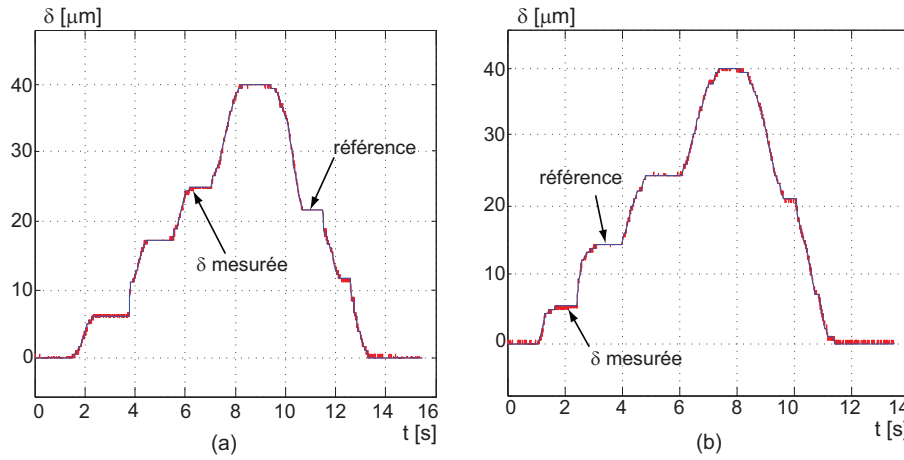 δ [μm]
40
30
20
10
0
0 2 4 6 8 10 12 14 16
t [s]
référence
δ mesurée
(a)
δ [μm]
40
30
20
10
0
0 2 4 6 8 10 12 14
t [s]
référence
δ mesurée
(b)